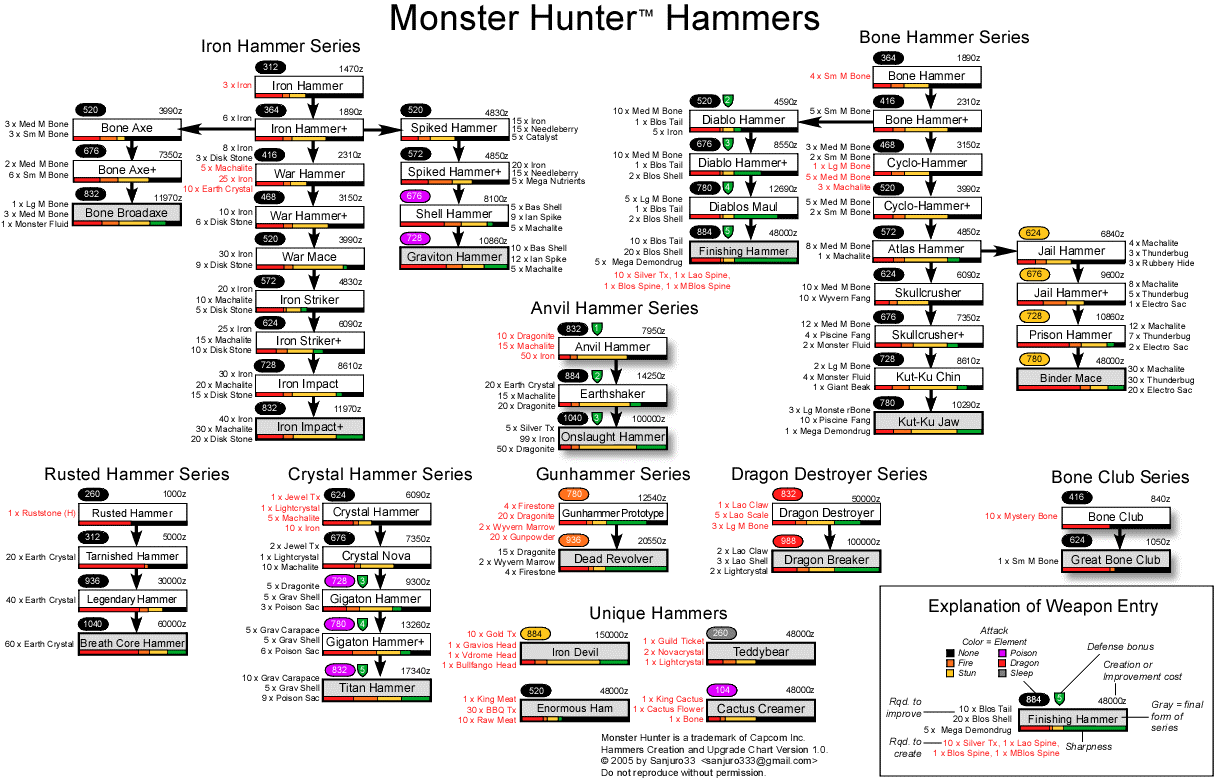 Monster Hunter™ Hammers
Iron Hammer Series
312 1470z
3 x Iron
Iron Hammer
364 1890z
6 x Iron
Iron Hammer+
416 2310z
8 x Iron
3 x Disk Stone
5 x Machalite
25 x Iron
10 x Earth Crystal
War Hammer
468 3150z
10 x Iron
6 x Disk Stone
War Hammer+
520 3990z
30 x Iron
9 x Disk Stone
War Mace
572 4830z
20 x Iron
10 x Machalite
5 x Disk Stone
Iron Striker
624 6090z
25 x Iron
15 x Machalite
10 x Disk Stone
Iron Striker+
728 8610z
30 x Iron
20 x Machalite
15 x Disk Stone
Iron Impact
832 11970z
40 x Iron
30 x Machalite
20 x Disk Stone
Iron Impact+
520 3990z
3 x Med M Bone
3 x Sm M Bone
Bone Axe
676 7350z
2 x Med M Bone
6 x Sm M Bone
Bone Axe+
832 11970z
1 x Lg M Bone
3 x Med M Bone
1 x Monster Fluid
Bone Broadaxe
520 4830z
Spiked Hammer
15 x Iron
15 x Needleberry
5 x Catalyst
572 4850z
Spiked Hammer+
20 x Iron
15 x Needleberry
5 x Mega Nutrients
676 8100z
Shell Hammer
5 x Bas Shell
9 x Ian Spike
5 x Machalite
728 10860z
Graviton Hammer
10 x Bas Shell
12 x Ian Spike
5 x Machalite
Bone Hammer Series
364 1890z
4 x Sm M Bone
Bone Hammer
416 2310z
5 x Sm M Bone
Bone Hammer+
468 3150z
3 x Med M Bone
2 x Sm M Bone
1 x Lg M Bone
5 x Med M Bone
3 x Machalite
Cyclo-Hammer
520 3990z
5 x Med M Bone
2 x Sm M Bone
Cyclo-Hammer+
572 4850z
8 x Med M Bone
1 x Machalite
Atlas Hammer
624 6090z
10 x Med M Bone
10 x Wyvern Fang
Skullcrusher
676 7350z
12 x Med M Bone
4 x Piscine Fang
2 x Monster Fluid
Skullcrusher+
728 8610z
2 x Lg M Bone
4 x Monster Fluid
1 x Giant Beak
Kut-Ku Chin
780 10290z
3 x Lg MonsterBone
10 x Piscine Fang
1 x Mega Demondrug
Kut-Ku Jaw
520 2 4590z
10 x Med M Bone
1 x Blos Tail
5 x Iron
Diablo Hammer
676 3 8550z
10 x Med M Bone
1 x Blos Tail
2 x Blos Shell
Diablo Hammer+
780 4 12690z
5 x Lg M Bone
1 x Blos Tail
2 x Blos Shell
Diablos Maul
884 5 48000z
10 x Blos Tail
20 x Blos Shell
5 x Mega Demondrug
Finishing Hammer
10 x Silver Tx, 1 x Lao Spine,
1 x Blos Spine, 1 x MBlos Spine
624 6840z
Jail Hammer
4 x Machalite
3 x Thunderbug
3 x Rubbery Hide
676 9600z
Jail Hammer+
8 x Machalite
5 x Thunderbug
1 x Electro Sac
728 10860z
Prison Hammer
12 x Machalite
7 x Thunderbug
2 x Electro Sac
780 48000z
Binder Mace
30 x Machalite
30 x Thunderbug
20 x Electro Sac
Anvil Hammer Series
832 1 7950z
10 x Dragonite
15 x Machalite
50 x Iron
Anvil Hammer
884 2 14250z
20 x Earth Crystal
15 x Machalite
20 x Dragonite
Earthshaker
1040 3 100000z
5 x Silver Tx
99 x Iron
50 x Dragonite
Onslaught Hammer
Rusted Hammer Series
260 1000z
1 x Ruststone (H)
Rusted Hammer
312 5000z
20 x Earth Crystal
Tarnished Hammer
936 30000z
40 x Earth Crystal
Legendary Hammer
1040 60000z
60 x Earth Crystal
Breath Core Hammer
Crystal Hammer Series
624 6090z
1 x Jewel Tx
1 x Lightcrystal
5 x Machalite
10 x Iron
Crystal Hammer
676 7350z
2 x Jewel Tx
1 x Lightcrystal
10 x Machalite
Crystal Nova
728 3 9300z
5 x Dragonite
5 x Grav Shell
3 x Poison Sac
Gigaton Hammer
780 4 13260z
5 x Grav Carapace
5 x Grav Shell
6 x Poison Sac
Gigaton Hammer+
832 5 17340z
10 x Grav Carapace
5 x Grav Shell
9 x Poison Sac
Titan Hammer
Gunhammer Series
780 12540z
4 x Firestone
20 x Dragonite
2 x Wyvern Marrow
20 x Gunpowder
Gunhammer Prototype
936 20550z
15 x Dragonite
2 x Wyvern Marrow
4 x Firestone
Dead Revolver
Dragon Destroyer Series
832 50000z
1 x Lao Claw
5 x Lao Scale
3 x Lg M Bone
Dragon Destroyer
988 100000z
2 x Lao Claw
3 x Lao Shell
2 x Lightcrystal
Dragon Breaker
Bone Club Series
416 840z
10 x Mystery Bone
Bone Club
624 1050z
1 x Sm M Bone
Great Bone Club
Unique Hammers
884 150000z
10 x Gold Tx
1 x Gravios Head
1 x Vdrome Head
1 x Bullfango Head
Iron Devil
260 48000z
1 x Guild Ticket
2 x Novacrystal
1 x Lightcrystal
Teddybear
520 48000z
1 x King Meat
30 x BBQ Tx
10 x Raw Meat
Enormous Ham
104 48000z
1 x King Cactus
1 x Cactus Flower
1 x Bone
Cactus Creamer
Monster Hunter is a trademark of Capcom Inc.
Hammers Creation and Upgrade Chart Version 1.0.
© 2005 by Sanjuro33 <sanjuro333@gmail.com>
Do not reproduce without permission.
Explanation of Weapon Entry
Attack
Color = Element
None Poison
Fire Dragon
Stun Sleep
Defense bonus
Creation or
Improvement cost
884 5 48000z
Rqd. to
improve
10 x Blos Tail
20 x Blos Shell
5 x Mega Demondrug
Finishing Hammer
Gray = final
form of
series
Rqd. to
create
10 x Silver Tx, 1 x Lao Spine,
1 x Blos Spine, 1 x MBlos Spine
Sharpness